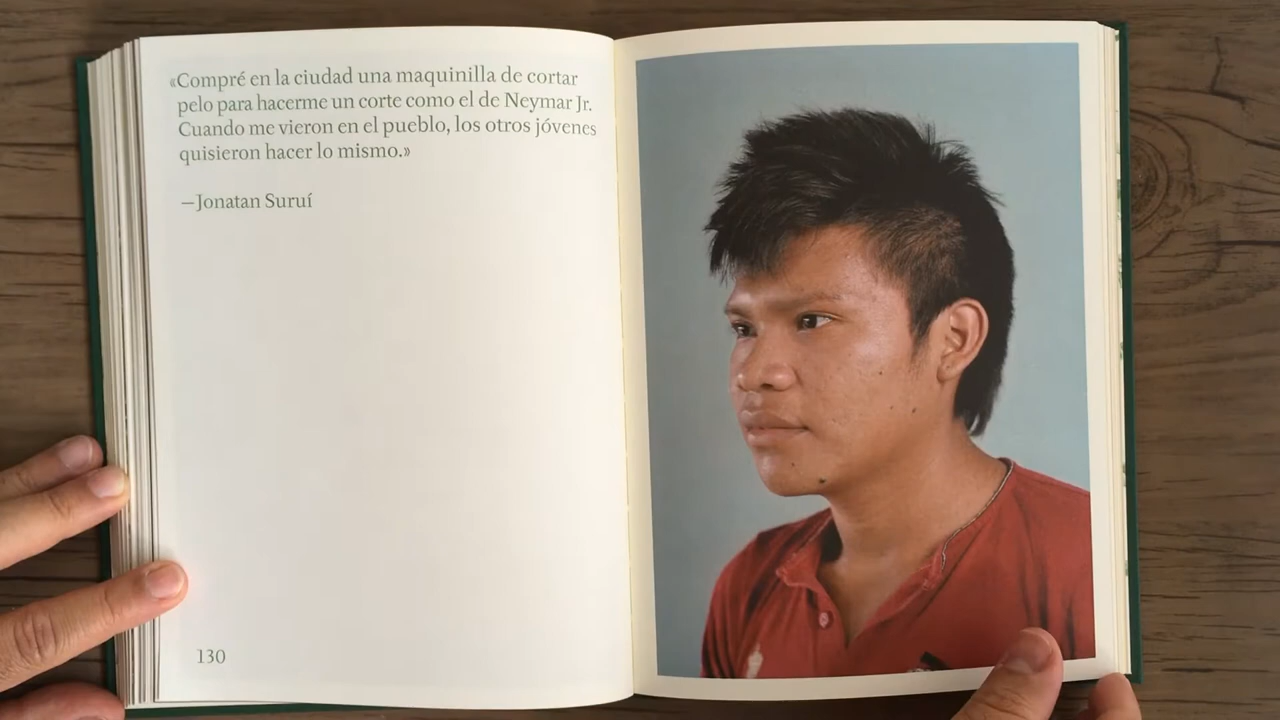 «Compré en la ciudad una maquinilla de cortar
pelo para hacerme un corte como el de Neymar Jr.
Cuando me vieron en el pueblo, los otros jóvenes
quisieron hacer lo mismo.»
—Jonatan Suruí
130